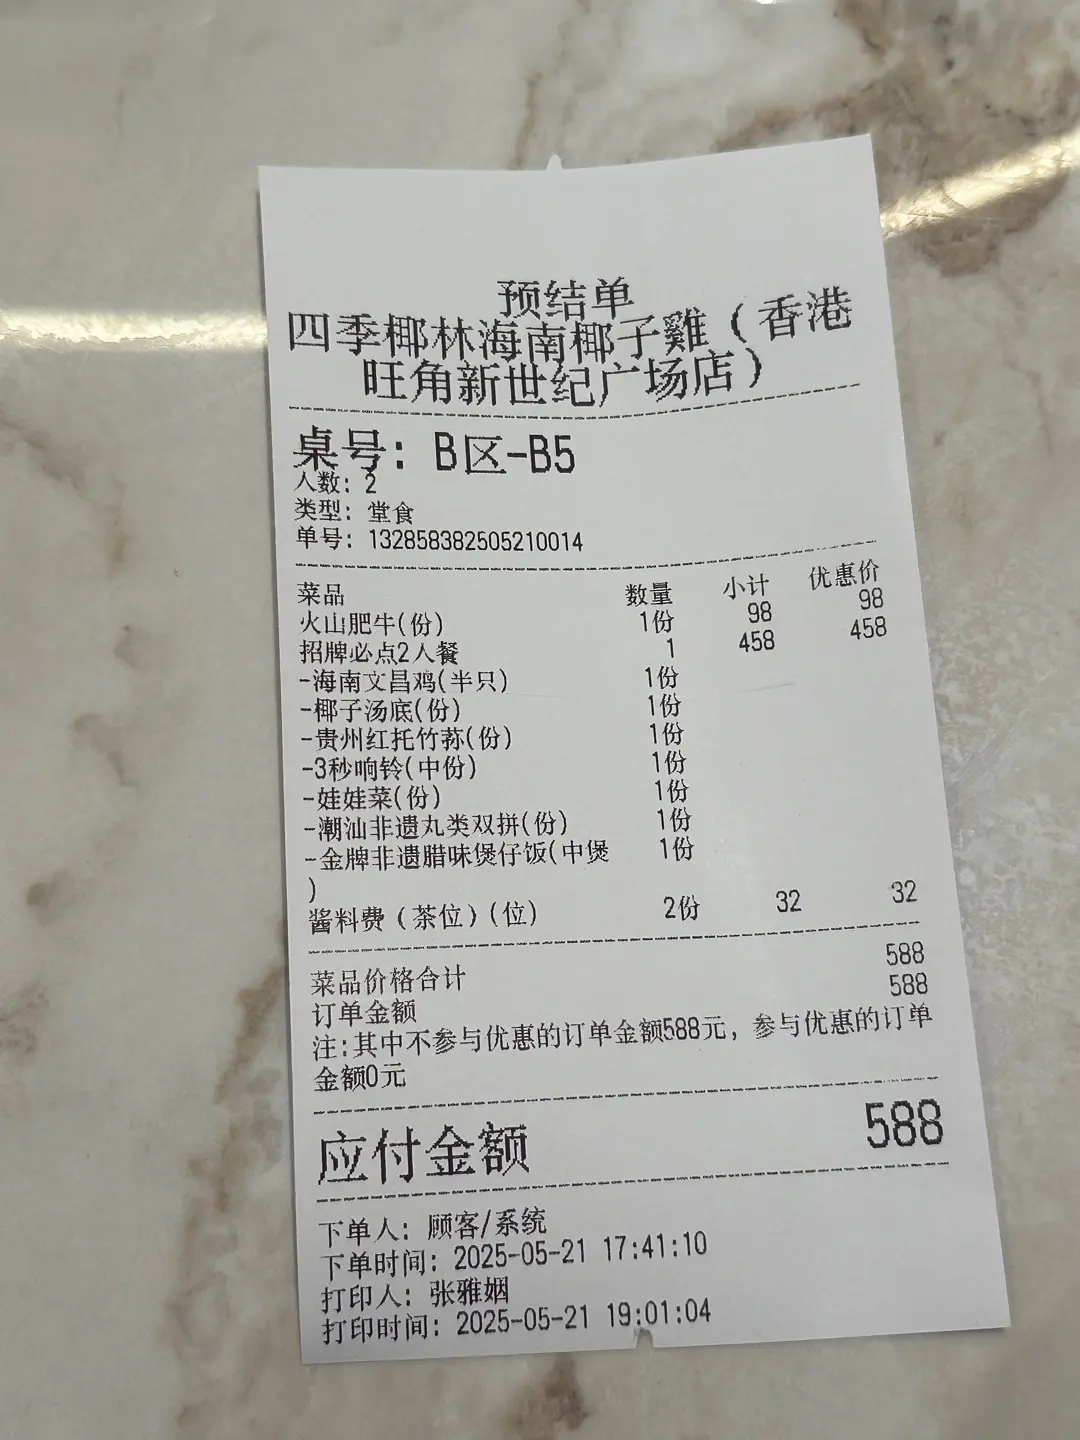 预结单
四季椰林海南椰子雞（香港
旺角新世纪广场店）
桌号: B区-B5
人数: 2
类型: 堂食
单号: 132858382505210014
菜品 数量 小计 优惠价
火山肥牛(份) 1份 98 98
招牌必点2人餐 1 458 458
-海南文昌鸡(半只) 1份
-椰子汤底(份) 1份
-贵州红托竹荪(份) 1份
-3秒响铃(中份) 1份
-娃娃菜(份) 1份
-潮汕非遗丸类双拼(份) 1份
-金牌非遗腊味煲仔饭(中煲 1份
)
酱料费（茶位）(位) 2份 32 32
菜品价格合计 588
订单金额 588
注:其中不参与优惠的订单金额588元，参与优惠的订单
金额0元
应付金额 588
下单人: 顾客/系统
下单时间: 2025-05-21 17:41:10
打印人: 张雅姻
打印时间: 2025-05-21 19:01:04